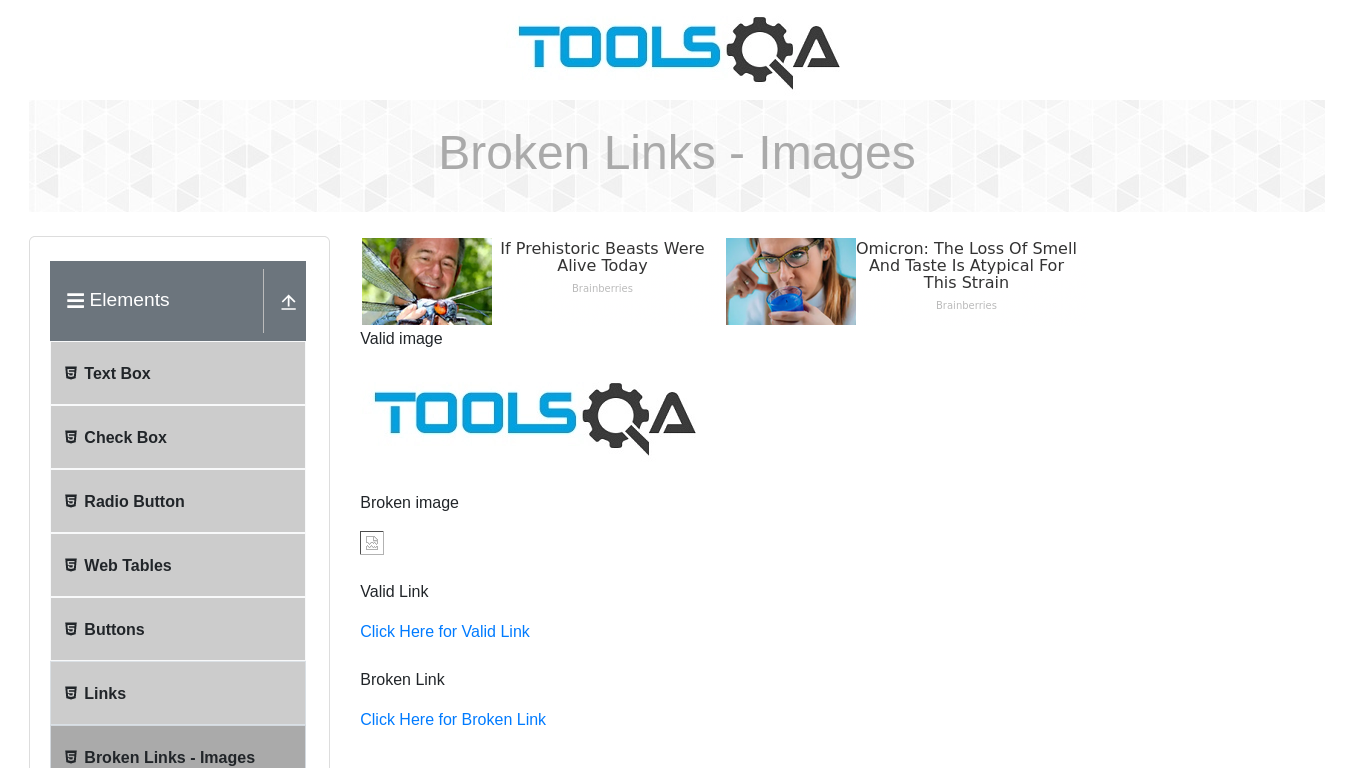 TOOLSQA
Broken Links - Images
Elements
Text Box
Check Box
Radio Button
Web Tables
Buttons
Links
Broken Links - Images
If Prehistoric Beasts Were
Alive Today
Brainberries
Omicron: The Loss Of Smell
And Taste Is Atypical For
This Strain
Brainberries
Valid image
TOOLSQA
Broken image
Valid Link
Click Here for Valid Link
Broken Link
Click Here for Broken Link